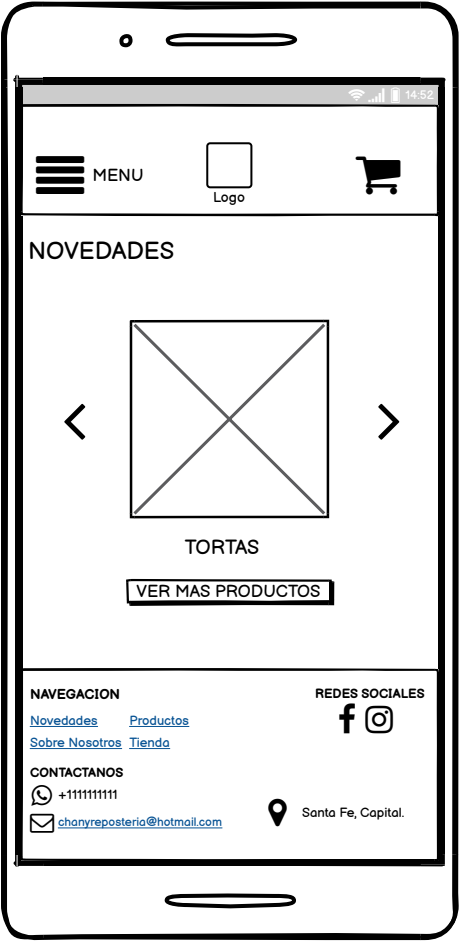 14:52
MENU
Logo
NOVEDADES
TORTAS
VER MAS PRODUCTOS
NAVEGACION
REDES SOCIALES
Novedades Productos
Sobre Nosotros Tienda
CONTACTANOS
+1111111111
chanyreposteria@hotmail.com
Santa Fe, Capital.